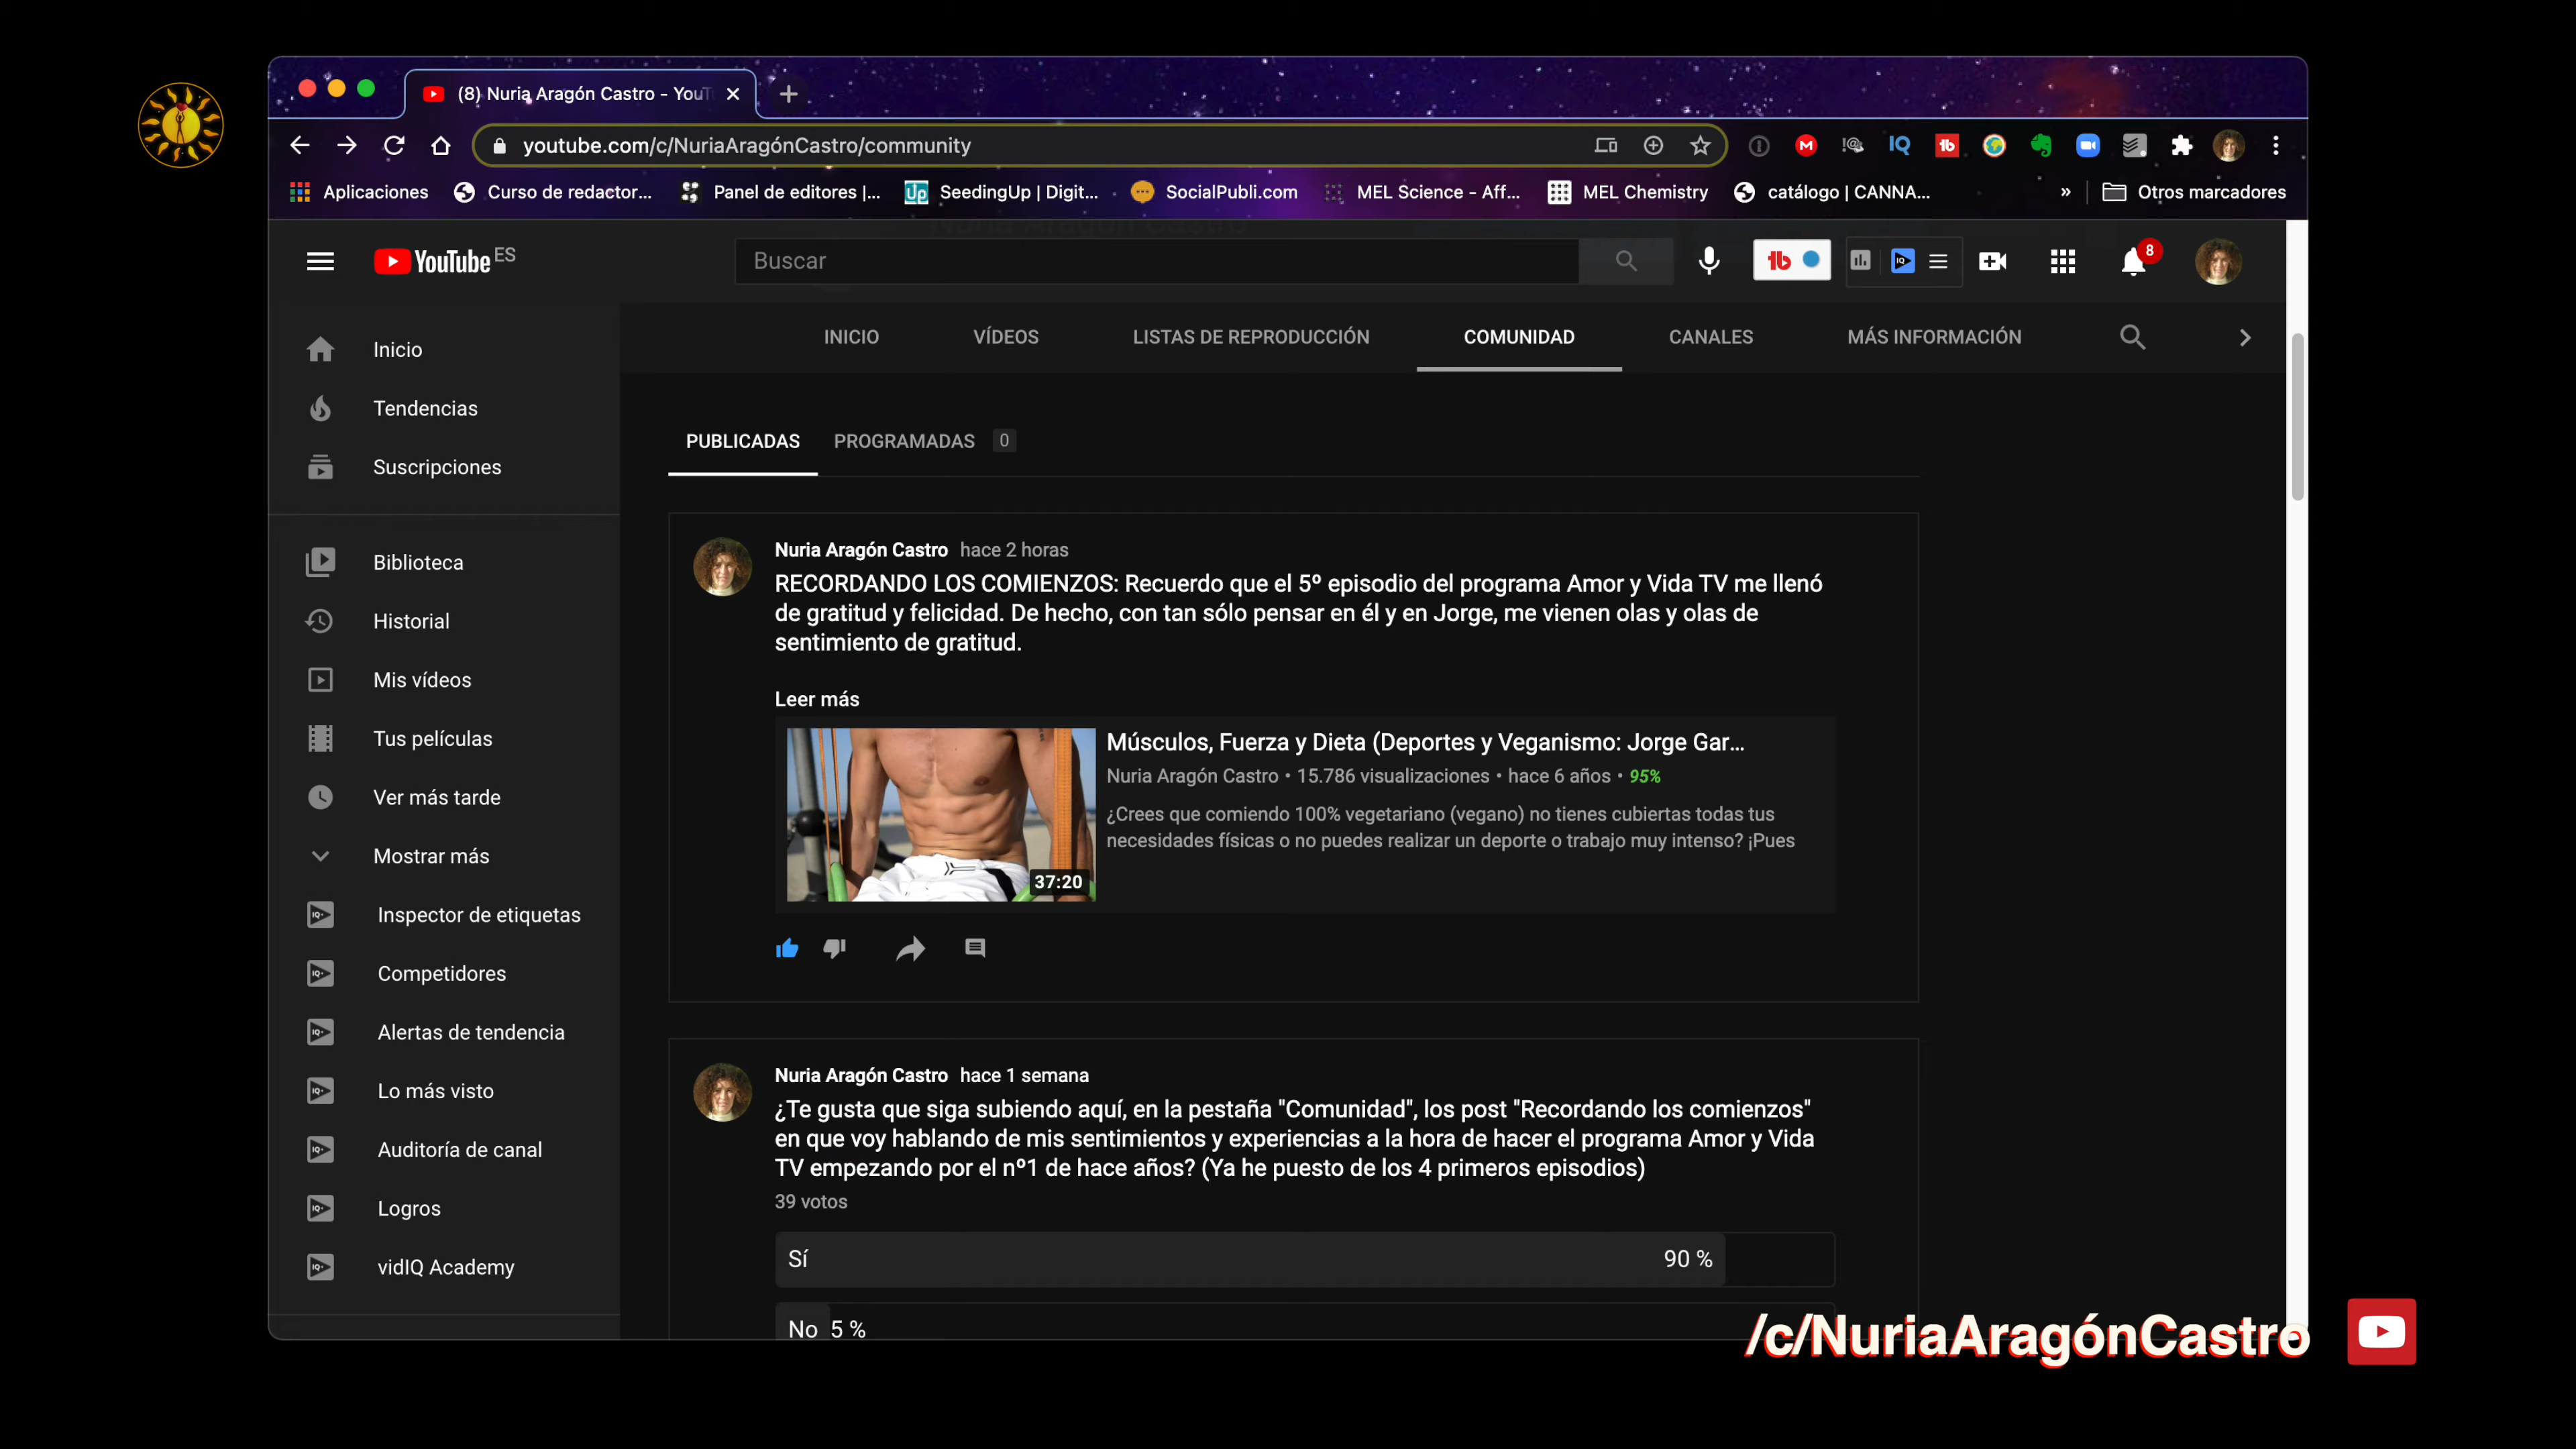 (8) Nuria Aragón Castro - YouT
youtube.com/c/NuriaAragónCastro/community
Aplicaciones
Curso de redactor...
Panel de editores |...
SeedingUp | Digit...
SocialPubli.com
MEL Science - Aff...
MEL Chemistry
catálogo | CANNA...
»
Otros marcadores
YouTube ES
Buscar
8
INICIO
VÍDEOS
LISTAS DE REPRODUCCIÓN
COMUNIDAD
CANALES
MÁS INFORMACIÓN
Inicio
Tendencias
Suscripciones
Biblioteca
Historial
Mis vídeos
Tus películas
Ver más tarde
Mostrar más
Inspector de etiquetas
Competidores
Alertas de tendencia
Lo más visto
Auditoría de canal
Logros
vidIQ Academy
PUBLICADAS
PROGRAMADAS 0
Nuria Aragón Castro hace 2 horas
RECORDANDO LOS COMIENZOS: Recuerdo que el 5º episodio del programa Amor y Vida TV me llenó
de gratitud y felicidad. De hecho, con tan sólo pensar en él y en Jorge, me vienen olas y olas de
sentimiento de gratitud.
Leer más
37:20
Músculos, Fuerza y Dieta (Deportes y Veganismo: Jorge Gar...
Nuria Aragón Castro • 15.786 visualizaciones • hace 6 años • 95%
¿Crees que comiendo 100% vegetariano (vegano) no tienes cubiertas todas tus
necesidades físicas o no puedes realizar un deporte o trabajo muy intenso? ¡Pues
Nuria Aragón Castro hace 1 semana
¿Te gusta que siga subiendo aquí, en la pestaña "Comunidad", los post "Recordando los comienzos"
en que voy hablando de mis sentimientos y experiencias a la hora de hacer el programa Amor y Vida
TV empezando por el nº1 de hace años? (Ya he puesto de los 4 primeros episodios)
39 votos
Sí 90 %
No 5 %
/c/NuriaAragónCastro